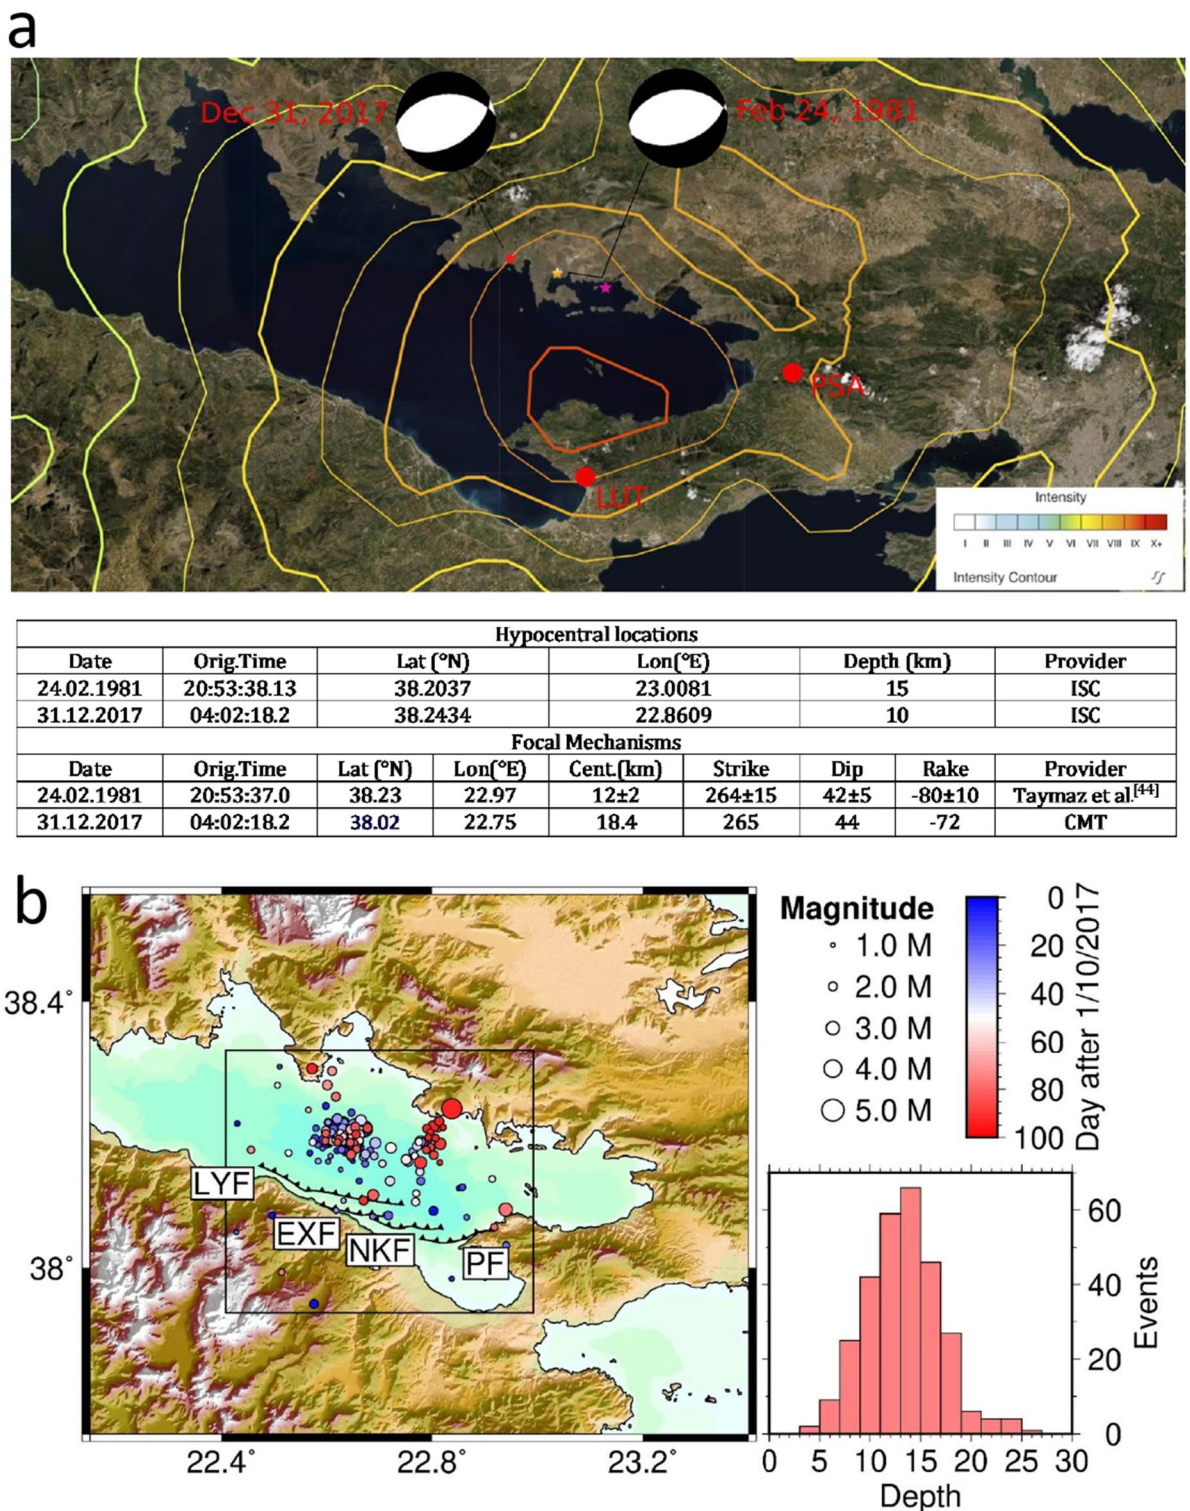 a
Dec 31, 2017
Feb 24, 1981
PSA
LUT
Intensity
I II III IV V VI VII VIII IX X+
Intensity Contour
Hypocentral locations
Date Orig.Time Lat (°N) Lon(°E) Depth (km) Provider
24.02.1981 20:53:38.13 38.2037 23.0081 15 ISC
31.12.2017 04:02:18.2 38.2434 22.8609 10 ISC
Focal Mechanisms
Date Orig.Time Lat (°N) Lon(°E) Cent.(km) Strike Dip Rake Provider
24.02.1981 20:53:37.0 38.23 22.97 12±2 264±15 42±5 -80±10 Taymaz et al.[44]
31.12.2017 04:02:18.2 38.02 22.75 18.4 265 44 -72 CMT
b
38.4°
38°
22.4°
22.8°
23.2°
LYF
EXF
NKF
PF
Magnitude
1.0 M
2.0 M
3.0 M
4.0 M
5.0 M
0
20
40
60
80
100
Day after 1/10/2017
60
40
20
0
Events
0 5 10 15 20 25 30
Depth